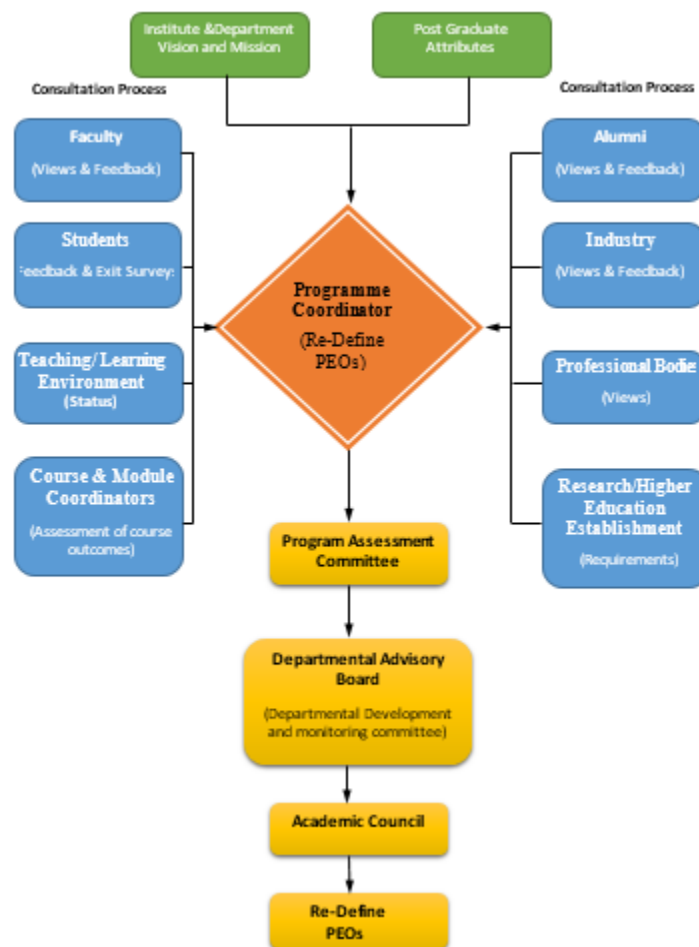 Institute &Department
Vision and Mission
Post Graduate
Attributes
Consultation Process
Consultation Process
Faculty
(Views & Feedback)
Students
Feedback & Exit Surveys
Teaching/ Learning
Environment
(Status)
Course & Module
Coordinators
(Assessment of course
outcomes)
Alumni
(Views & Feedback)
Industry
(Views & Feedback)
Professional Bodie
(Views)
Research/Higher
Education
Establishment
(Requirements)
Programme
Coordinator
(Re-Define
PEOs)
Program Assessment
Committee
Departmental Advisory
Board
(Departmental Development
and monitoring committee)
Academic Council
Re-Define
PEOs